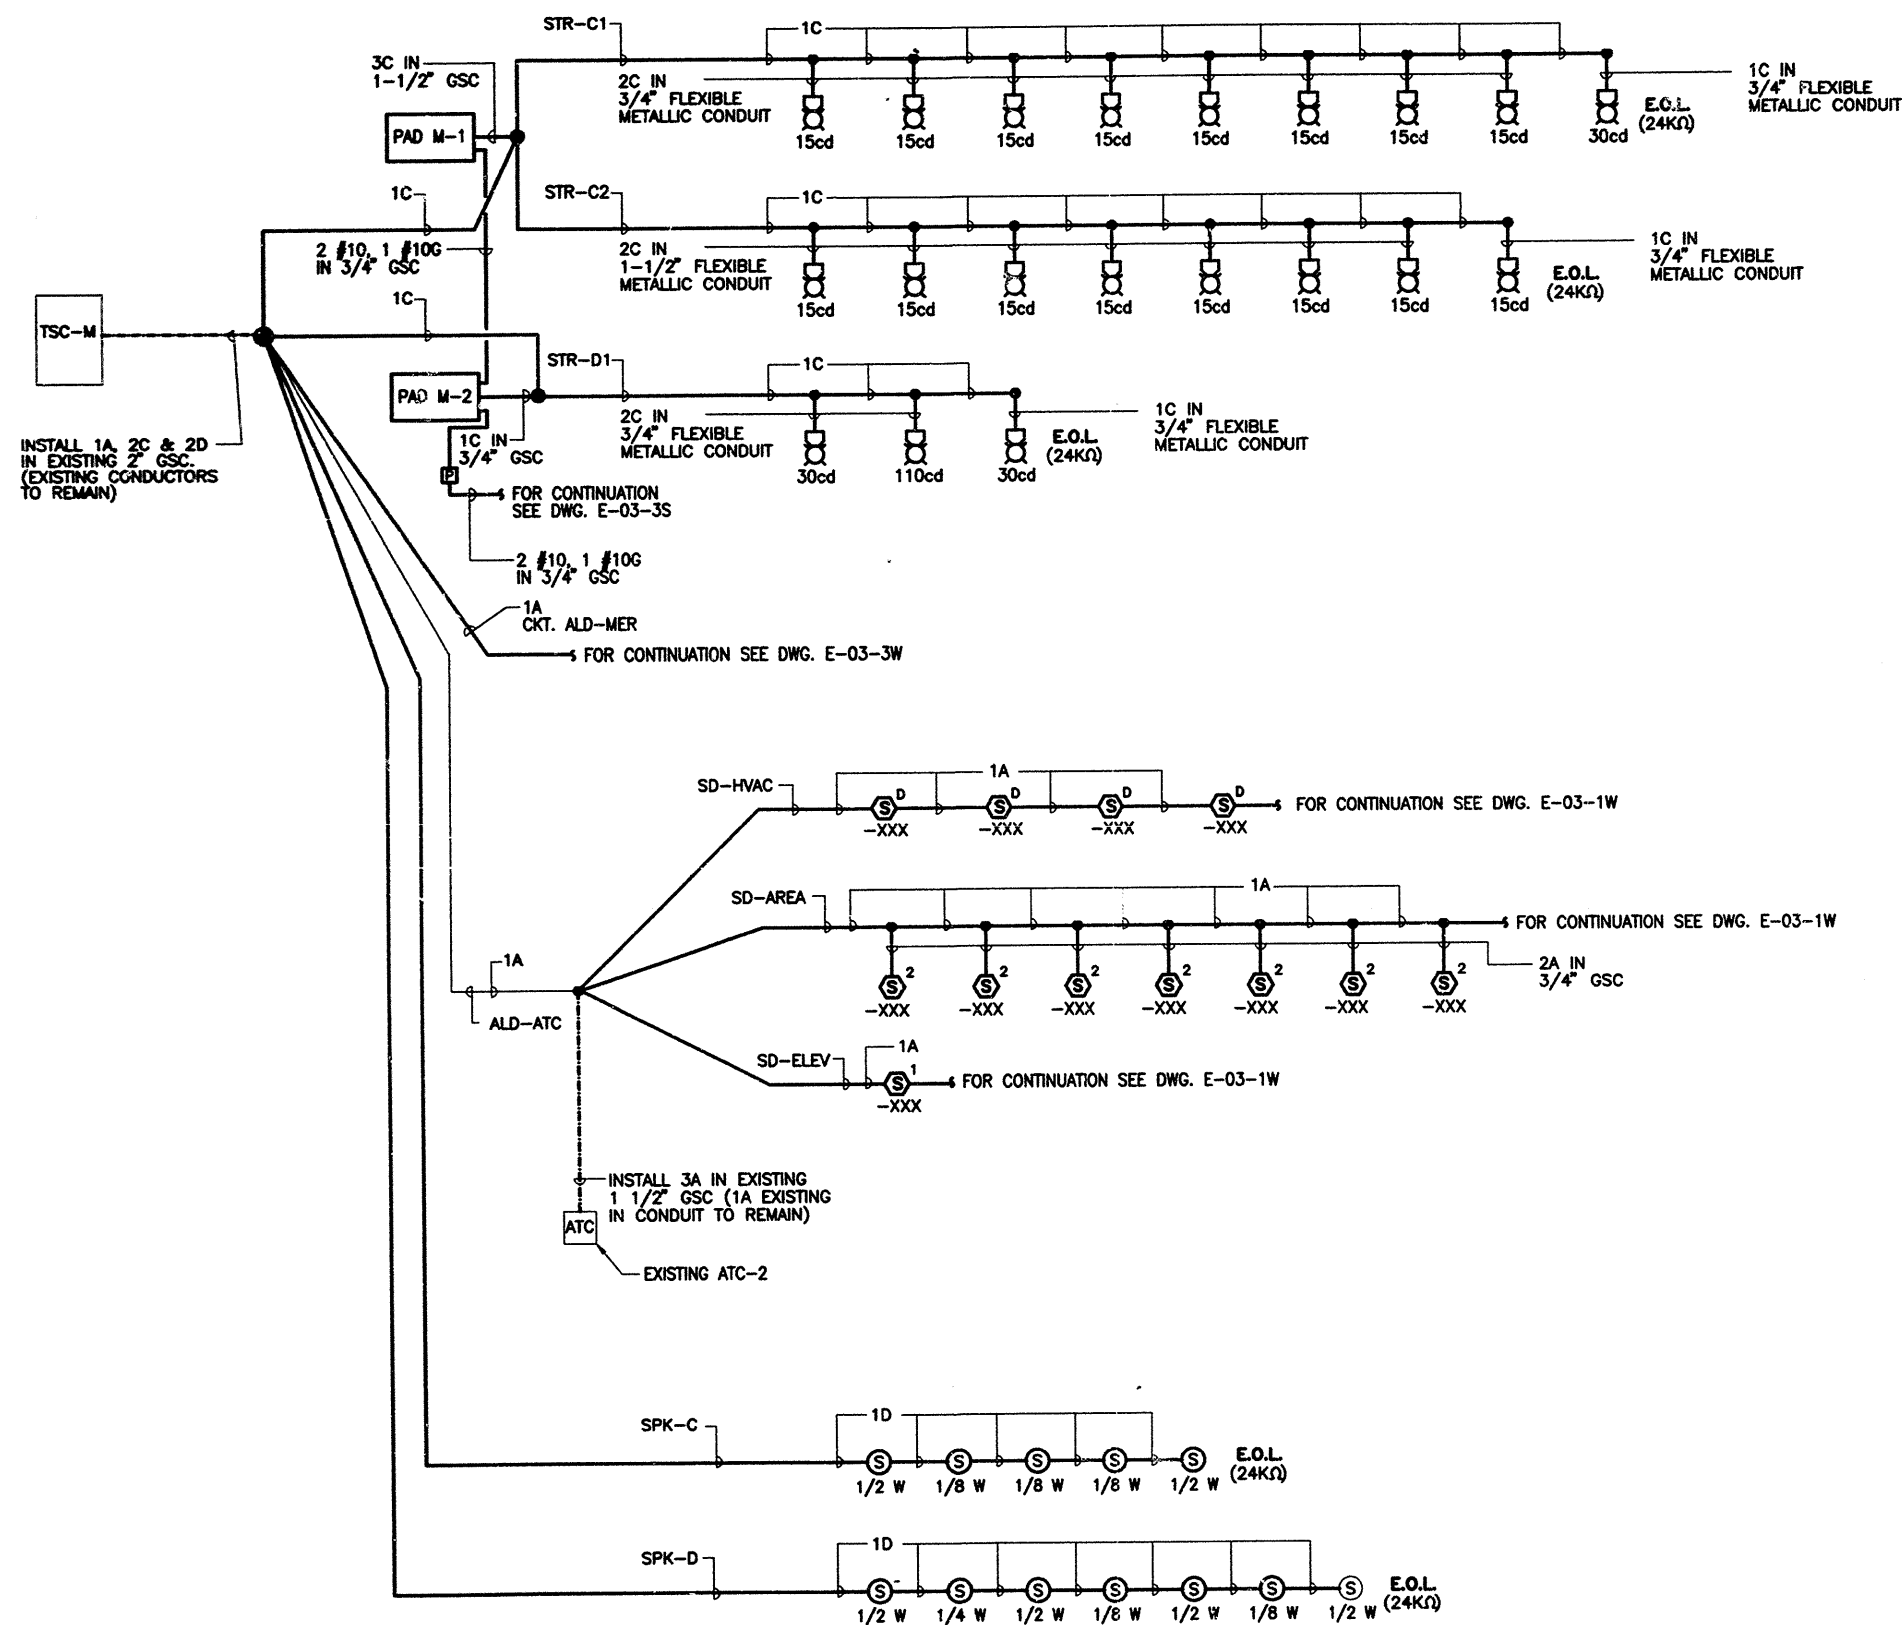 STR-C1
1C
3C IN
1-1/2" GSC
2C IN
3/4" FLEXIBLE
METALLIC CONDUIT
1C IN
3/4" FLEXIBLE
METALLIC CONDUIT
PAD M-1
15cd 15cd 15cd 15cd 15cd 15cd 15cd 15cd 30cd
E.O.L.
(24KΩ)
1C
STR-C2
1C
2 #10, 1 #10G
IN 3/4" GSC
2C IN
1-1/2" FLEXIBLE
METALLIC CONDUIT
1C IN
3/4" FLEXIBLE
METALLIC CONDUIT
15cd 15cd 15cd 15cd 15cd 15cd 15cd 15cd
E.O.L.
(24KΩ)
1C
TSC-M
STR-D1
1C
PAD M-2
1C IN
3/4" GSC
2C IN
3/4" FLEXIBLE
METALLIC CONDUIT
1C IN
3/4" FLEXIBLE
METALLIC CONDUIT
30cd 110cd 30cd
E.O.L.
(24KΩ)
INSTALL 1A, 2C & 2D
IN EXISTING 2" GSC.
(EXISTING CONDUCTORS
TO REMAIN)
P
FOR CONTINUATION
SEE DWG. E-03-3S
2 #10, 1 #10G
IN 3/4" GSC
1A
CKT. ALD-MER
FOR CONTINUATION SEE DWG. E-03-3W
SD-HVAC
1A
S D S D S D S D
-XXX -XXX -XXX -XXX
FOR CONTINUATION SEE DWG. E-03-1W
SD-AREA
1A
FOR CONTINUATION SEE DWG. E-03-1W
S 2 S 2 S 2 S 2 S 2 S 2 S 2
-XXX -XXX -XXX -XXX -XXX -XXX -XXX
2A IN
3/4" GSC
1A
ALD-ATC
SD-ELEV
1A
S 1
-XXX
FOR CONTINUATION SEE DWG. E-03-1W
INSTALL 3A IN EXISTING
1 1/2" GSC (1A EXISTING
IN CONDUIT TO REMAIN)
ATC
EXISTING ATC-2
SPK-C
1D
S S S S S
1/2 W 1/8 W 1/8 W 1/8 W 1/2 W
E.O.L.
(24KΩ)
SPK-D
1D
S S S S S S S
1/2 W 1/4 W 1/2 W 1/8 W 1/2 W 1/8 W 1/2 W
E.O.L.
(24KΩ)